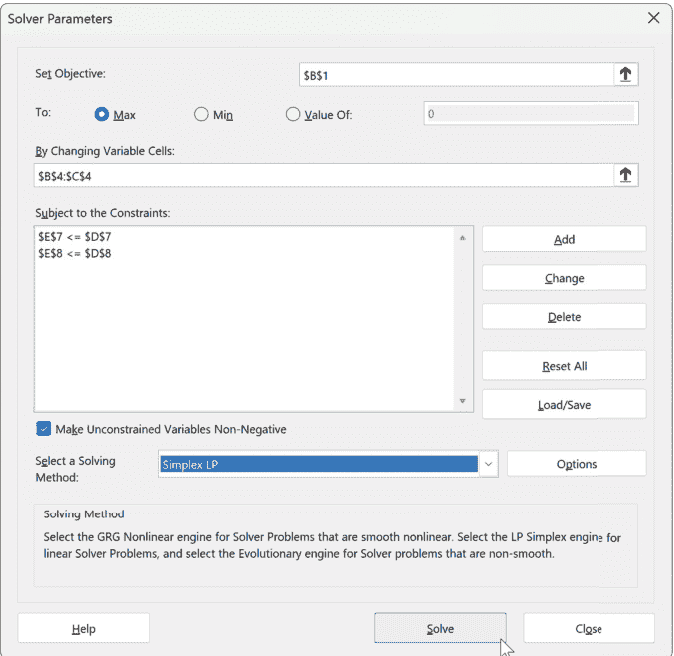 Solver Parameters
Set Objective:
$B$1
To:
Max
Min
Value Of:
0
By Changing Variable Cells:
$B$4:$C$4
Subject to the Constraints:
$E$7 <= $D$7
$E$8 <= $D$8
Add
Change
Delete
Reset All
Load/Save
Make Unconstrained Variables Non-Negative
Select a Solving
Method:
Simplex LP
Options
Solving Method
Select the GRG Nonlinear engine for Solver Problems that are smooth nonlinear. Select the LP Simplex engine for
linear Solver Problems, and select the Evolutionary engine for Solver problems that are non-smooth.
Help
Solve
Close